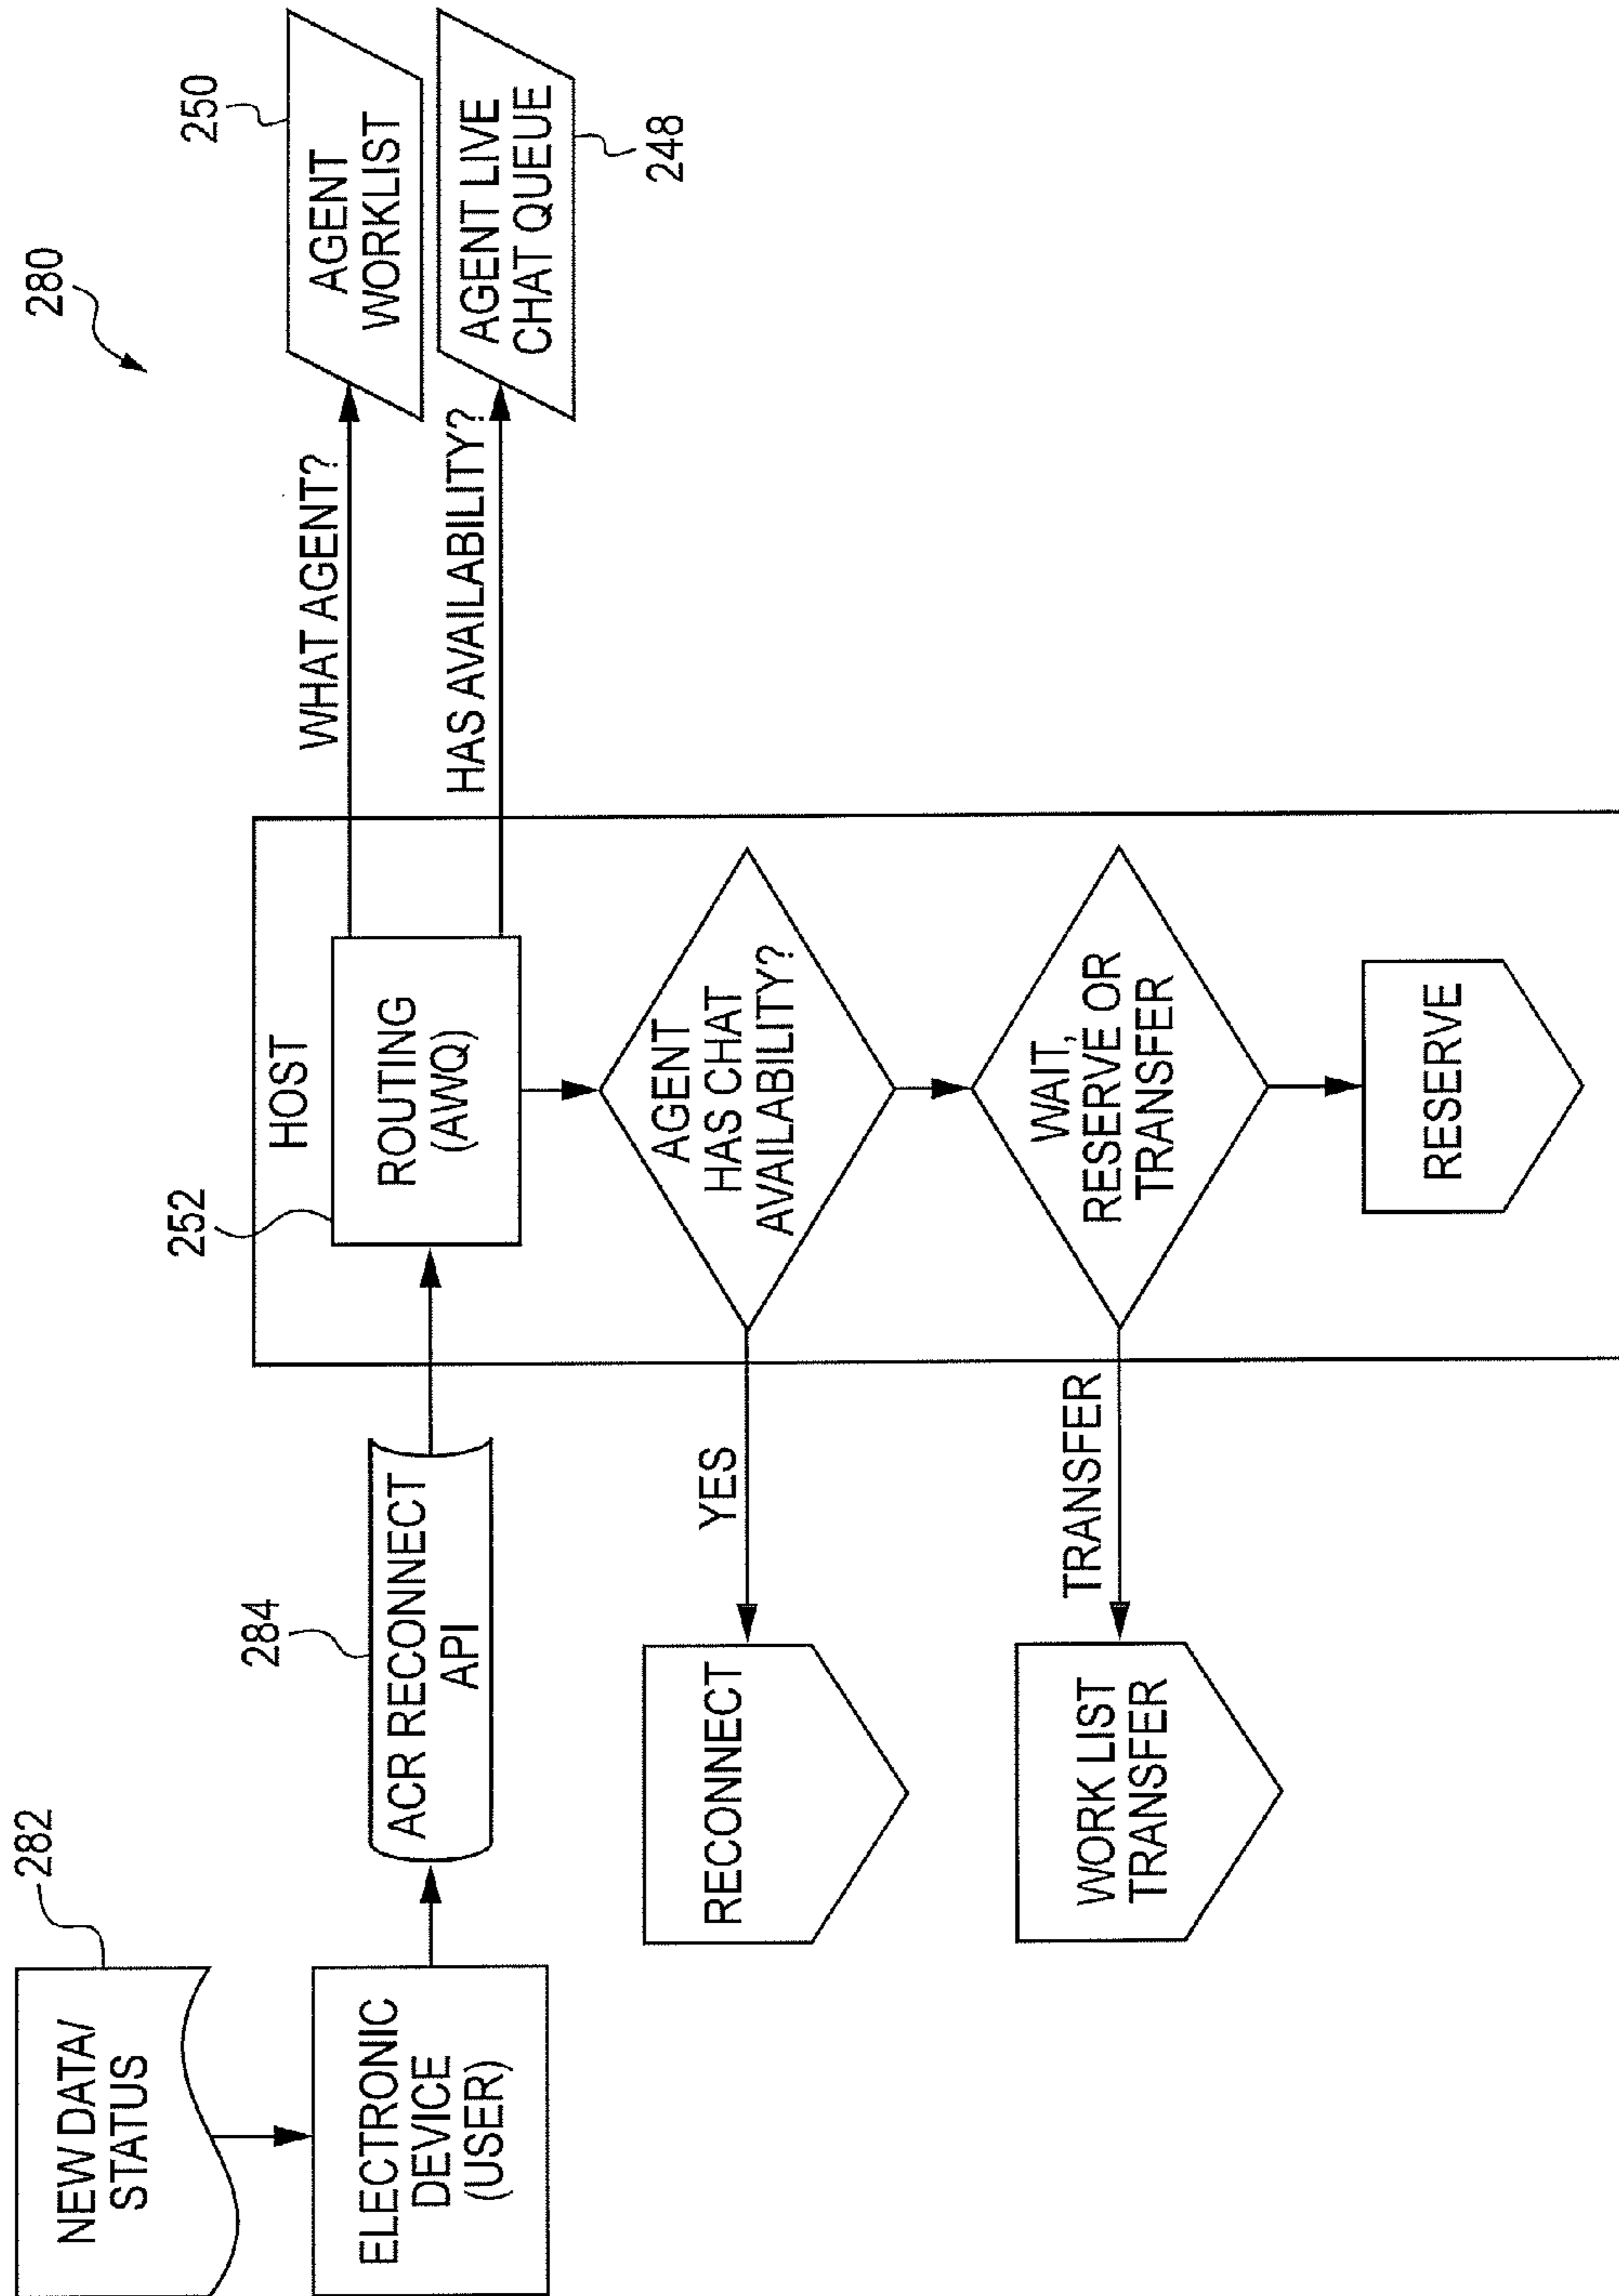 280
NEW DATA/
STATUS
282
ELECTRONIC
DEVICE
(USER)
284
ACR RECONNECT
API
HOST
252
ROUTING
(AWQ)
WHAT AGENT?
HAS AVAILABILITY?
250
AGENT
WORKLIST
AGENT LIVE
CHAT QUEUE
248
AGENT
HAS CHAT
AVAILABILITY?
YES
RECONNECT
WAIT,
RESERVE OR
TRANSFER
TRANSFER
WORK LIST
TRANSFER
RESERVE